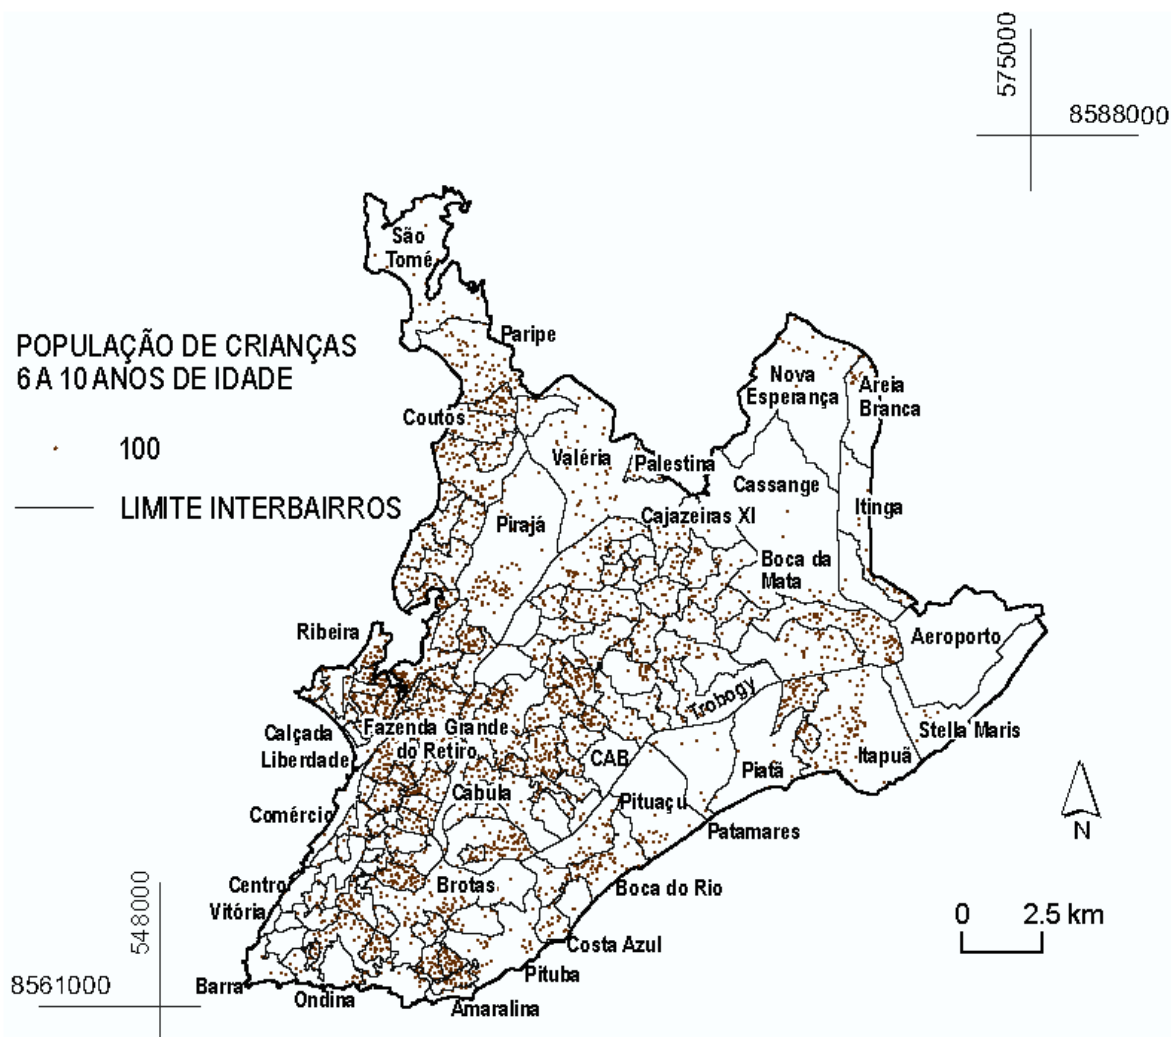 575000
8588000
São
Tomé
POPULAÇÃO DE CRIANÇAS
6 A 10 ANOS DE IDADE
100
LIMITE INTERBAIRROS
Paripe
Nova
Esperança
Areia
Branca
Coutos
Valéria
Palestina
Cassange
Itinga
Pirajá
Cajazeiras XI
Boca da
Mata
Ribeira
Aeroporto
Trobogy
Calçada
Fazenda Grande
do Retiro
Stella Maris
Liberdade
CAB
Itapuã
Piatã
Cabula
Pituaçu
Comércio
Patamares
N
Centro
Brotas
Boca do Rio
Vitória
548000
0 2.5 km
Costa Azul
Pituba
8561000
Barra
Ondina
Amaralina